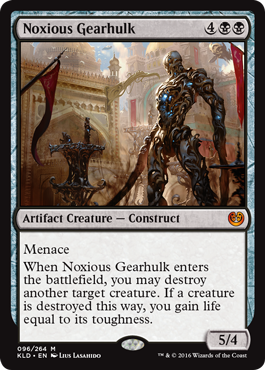 Noxious Gearhulk 4
Artifact Creature — Construct
Menace
When Noxious Gearhulk enters
the battlefield, you may destroy
another target creature. If a creature
is destroyed this way, you gain life
equal to its toughness.
5/4
096/264 M
KLD • EN Lius Lasahido
™ & © 2016 Wizards of the Coast